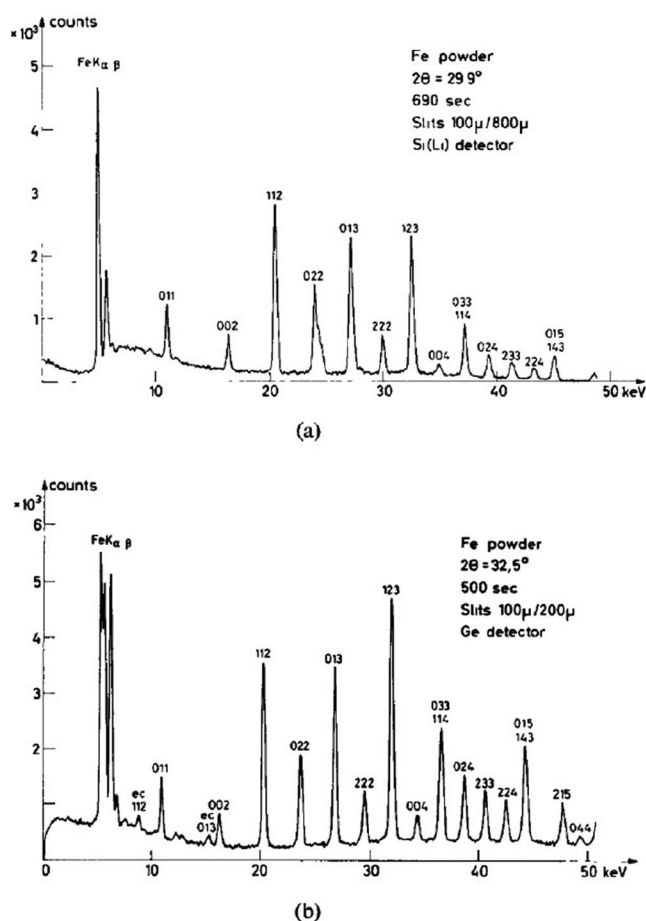 counts
×10³
FeKα β
Fe powder
2θ = 29 9°
690 sec
Slits 100μ/800μ
Si(Li) detector
5
4
3
2
1
112
013
123
022
011
002
222
004
033
114
024
233
224
015
143
10
20
30
40
50 keV
(a)
counts
×10³
FeKα β
Fe powder
2θ = 32,5°
500 sec
Slits 100μ/200μ
Ge detector
6
5
4
3
2
123
112
013
033
114
015
143
022
011
ec
112
ec
013
002
222
004
024
233
224
215
044
10
20
30
40
50 keV
(b)